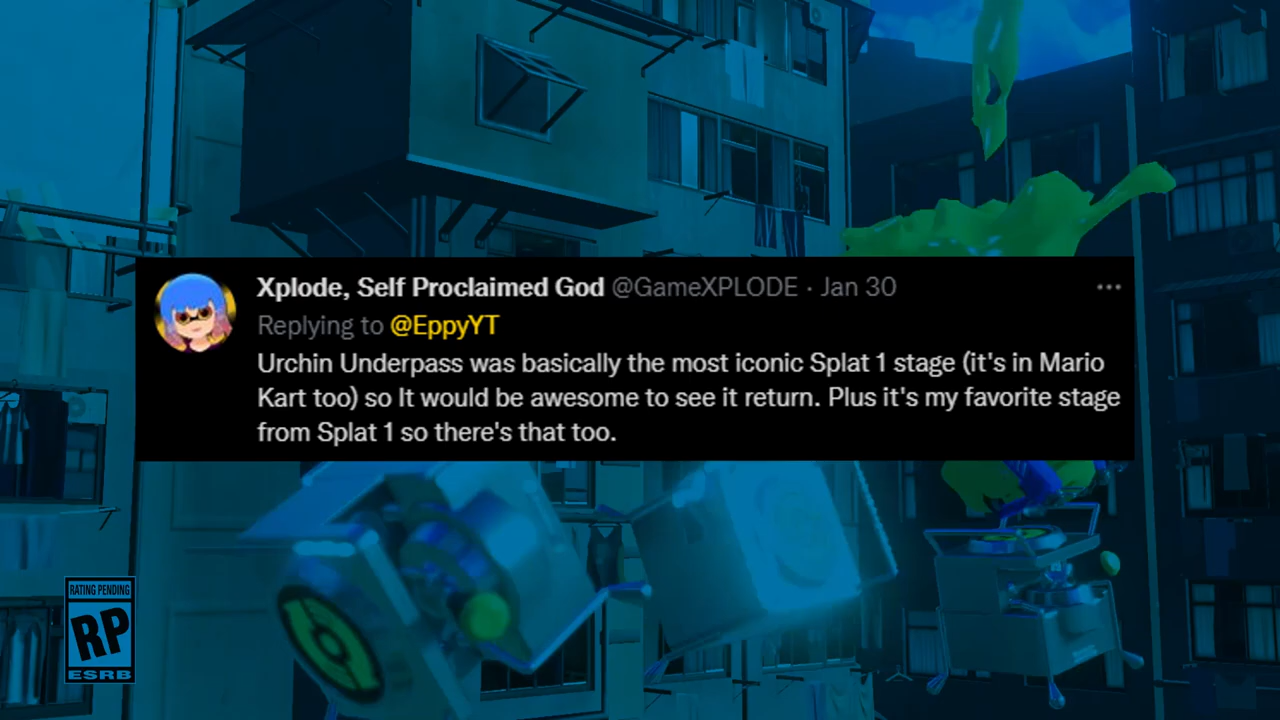 Xplode, Self Proclaimed God @GameXPLODE · Jan 30
Replying to @EppyYT
Urchin Underpass was basically the most iconic Splat 1 stage (it's in Mario
Kart too) so It would be awesome to see it return. Plus it's my favorite stage
from Splat 1 so there's that too.
RATING PENDING
RP
ESRB